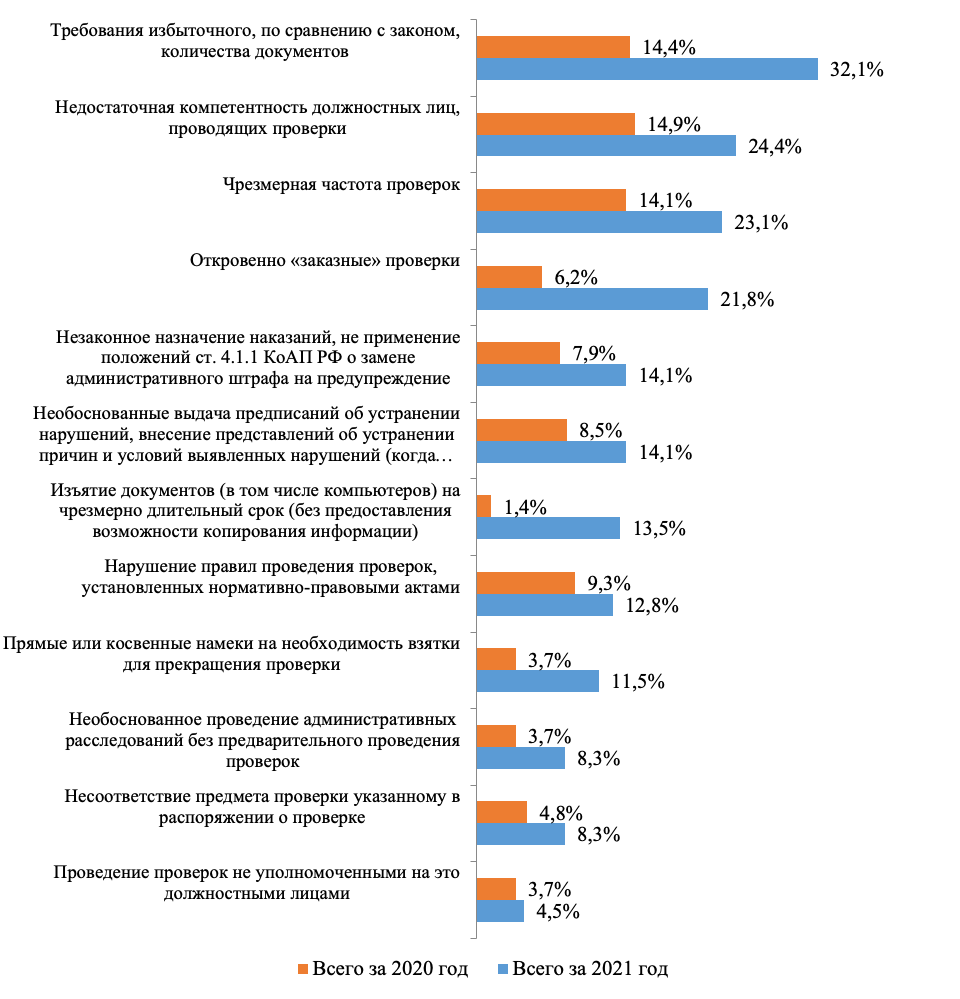 Требования избыточного, по сравнению с законом,
количества документов
14,4%
32,1%
Недостаточная компетентность должностных лиц,
проводящих проверки
14,9%
24,4%
Чрезмерная частота проверок
14,1%
23,1%
Откровенно «заказные» проверки
6,2%
21,8%
Незаконное назначение наказаний, не применение
положений ст. 4.1.1 КоАП РФ о замене
административного штрафа на предупреждение
7,9%
14,1%
Необоснованные выдача предписаний об устранении
нарушений, внесение представлений об устранении
причин и условий выявленных нарушений (когда…
8,5%
14,1%
Изъятие документов (в том числе компьютеров) на
чрезмерно длительный срок (без предоставления
возможности копирования информации)
1,4%
13,5%
Нарушение правил проведения проверок,
установленных нормативно-правовыми актами
9,3%
12,8%
Прямые или косвенные намеки на необходимость взятки
для прекращения проверки
3,7%
11,5%
Необоснованное проведение административных
расследований без предварительного проведения
проверок
3,7%
8,3%
Несоответствие предмета проверки указанному в
распоряжении о проверке
4,8%
8,3%
Проведение проверок не уполномоченными на это
должностными лицами
3,7%
4,5%
Всего за 2020 год
Всего за 2021 год